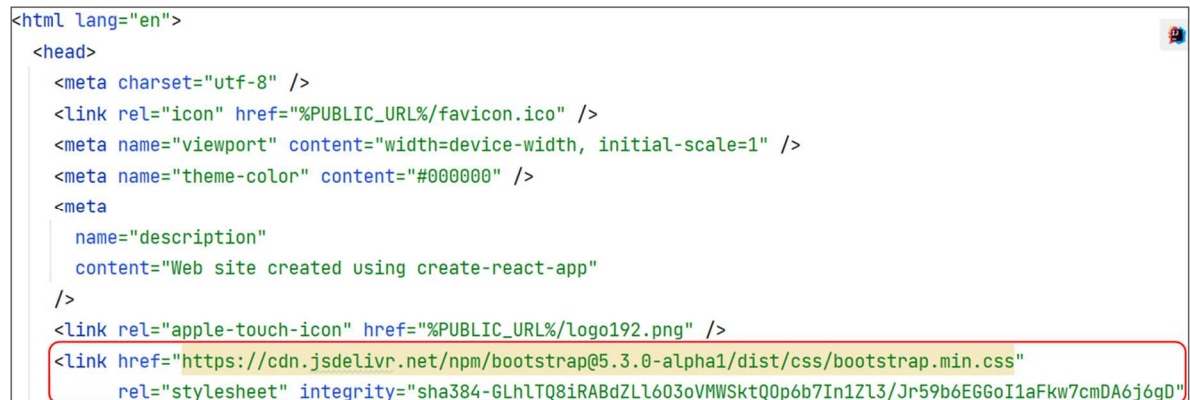 <html lang="en">
<head>
<meta charset="utf-8" />
<link rel="icon" href="%PUBLIC_URL%/favicon.ico" />
<meta name="viewport" content="width=device-width, initial-scale=1" />
<meta name="theme-color" content="#000000" />
<meta
name="description"
content="Web site created using create-react-app"
/>
<link rel="apple-touch-icon" href="%PUBLIC_URL%/logo192.png" />
<link href="https://cdn.jsdelivr.net/npm/bootstrap@5.3.0-alpha1/dist/css/bootstrap.min.css"
rel="stylesheet" integrity="sha384-GLhlTQ8iRABdZLl6O3oVMWSktQOp6b7In1Zl3/Jr59b6EGGoI1aFkw7cmDA6j6gD"